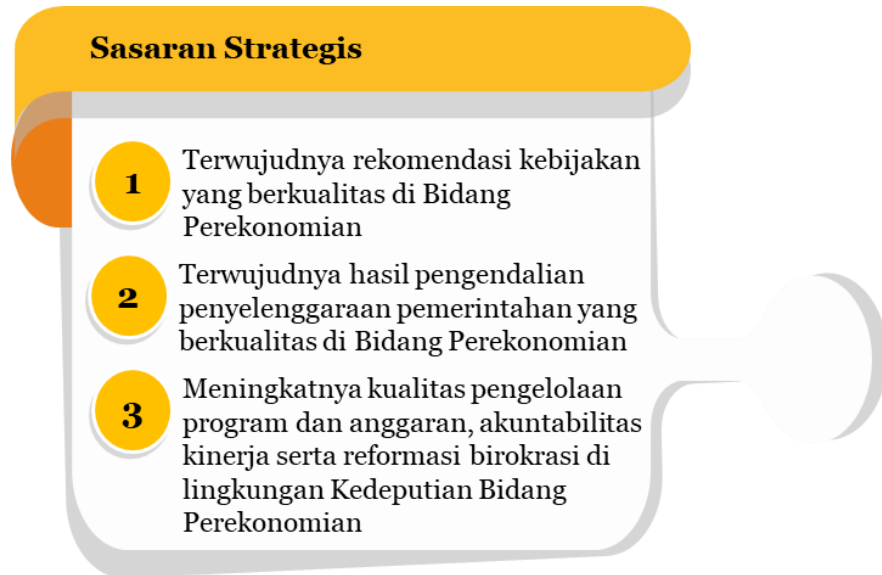 Sasaran Strategis
1
Terwujudnya rekomendasi kebijakan
yang berkualitas di Bidang
Perekonomian
2
Terwujudnya hasil pengendalian
penyelenggaraan pemerintahan yang
berkualitas di Bidang Perekonomian
3
Meningkatnya kualitas pengelolaan
program dan anggaran, akuntabilitas
kinerja serta reformasi birokrasi di
lingkungan Kedeputian Bidang
Perekonomian